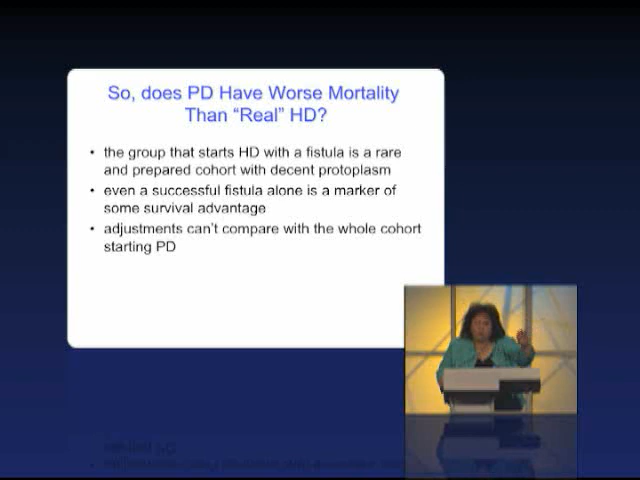 So, does PD Have Worse Mortality
Than “Real” HD?
• the group that starts HD with a fistula is a rare
and prepared cohort with decent protoplasm
• even a successful fistula alone is a marker of
some survival advantage
• adjustments can’t compare with the whole cohort
starting PD